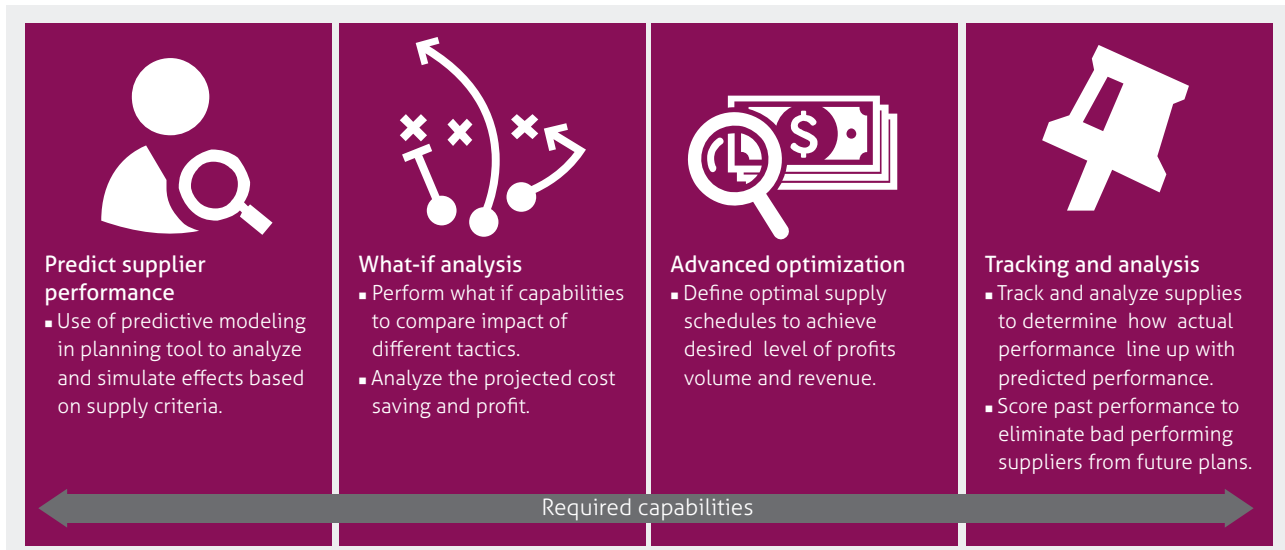 Predict supplier
performance
▪ Use of predictive modeling
in planning tool to analyze
and simulate effects based
on supply criteria.
What-if analysis
▪ Perform what if capabilities
to compare impact of
different tactics.
▪ Analyze the projected cost
saving and profit.
$
Advanced optimization
▪ Define optimal supply
schedules to achieve
desired level of profits
volume and revenue.
Tracking and analysis
▪ Track and analyze supplies
to determine how actual
performance line up with
predicted performance.
▪ Score past performance to
eliminate bad performing
suppliers from future plans.
Required capabilities